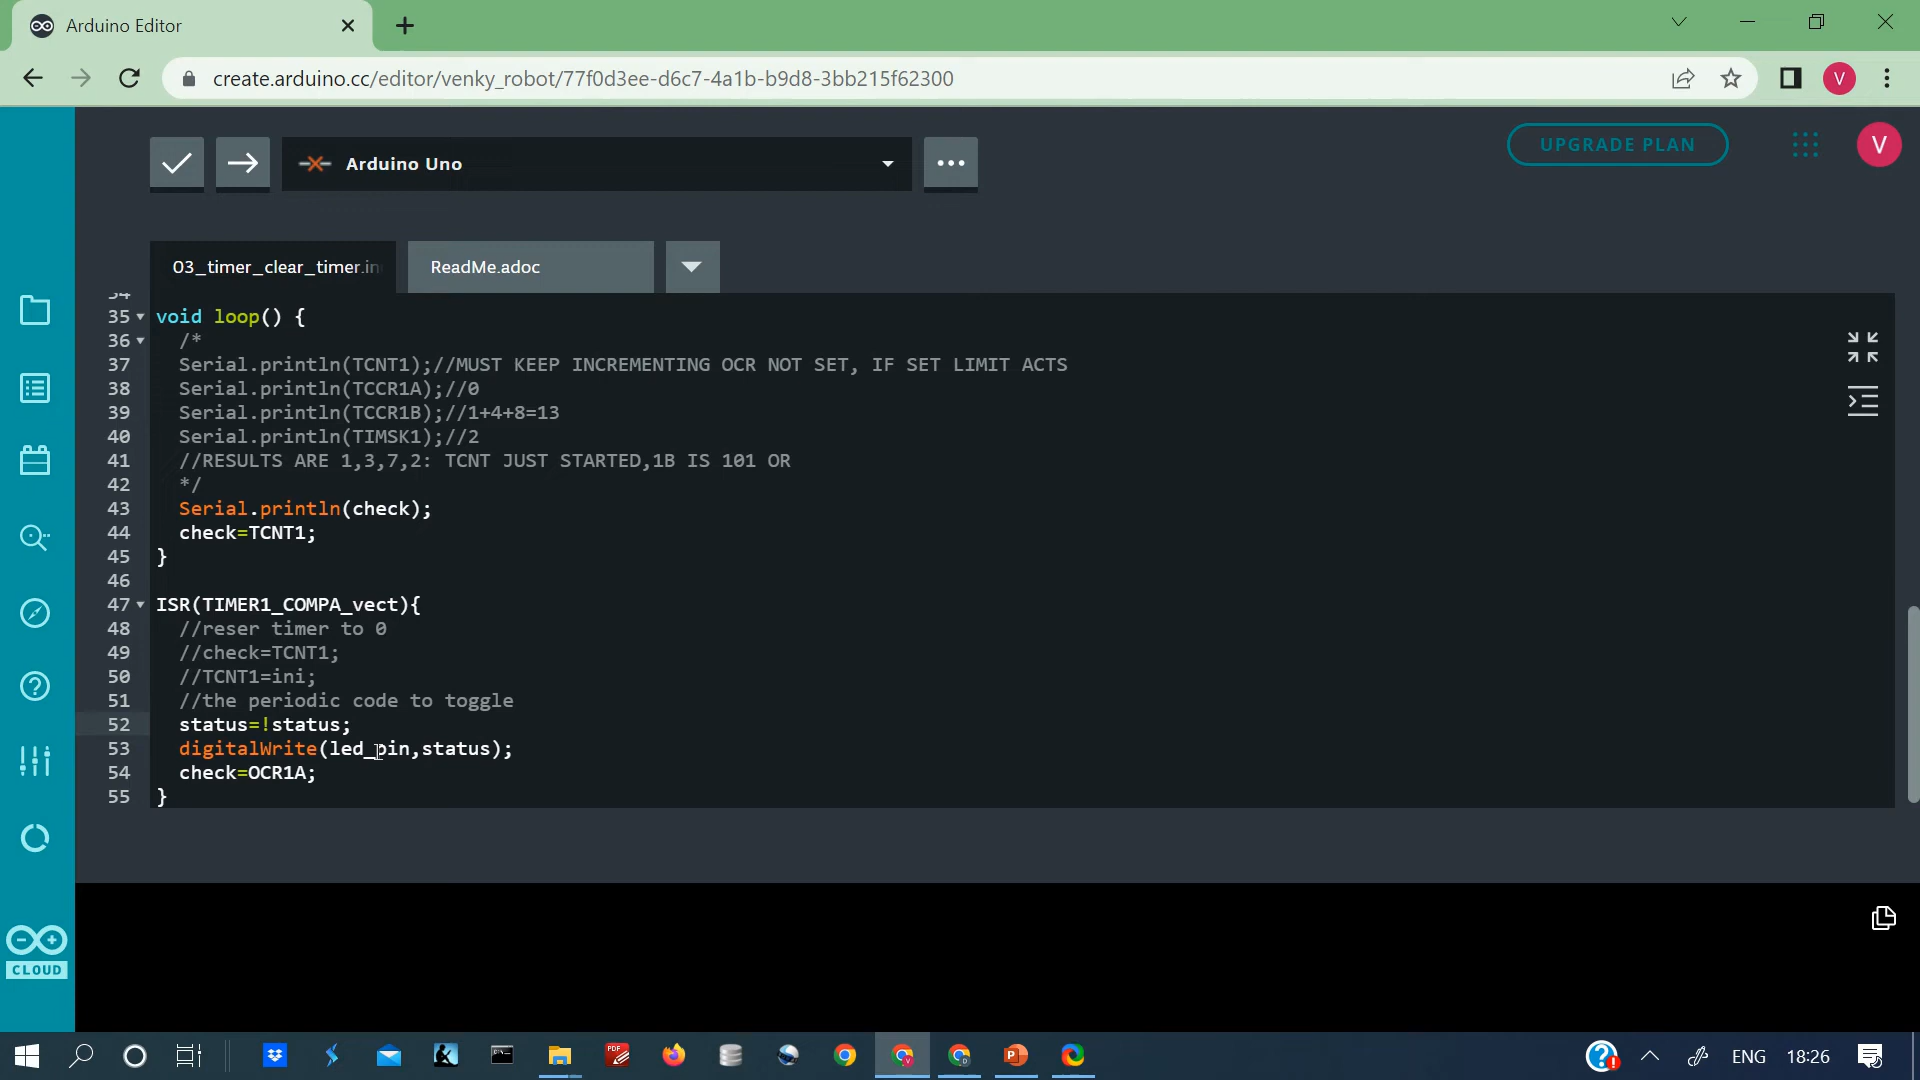 Arduino Editor
create.arduino.cc/editor/venky_robot/77f0d3ee-d6c7-4a1b-b9d8-3bb215f62300
V
Arduino Uno
UPGRADE PLAN
V
03_timer_clear_timer.in
ReadMe.adoc
34
35 void loop() {
36 /*
37 Serial.println(TCNT1);//MUST KEEP INCREMENTING OCR NOT SET, IF SET LIMIT ACTS
38 Serial.println(TCCR1A);//0
39 Serial.println(TCCR1B);//1+4+8=13
40 Serial.println(TIMSK1);//2
41 //RESULTS ARE 1,3,7,2: TCNT JUST STARTED,1B IS 101 OR
42 */
43 Serial.println(check);
44 check=TCNT1;
45 }
46
47 ISR(TIMER1_COMPA_vect){
48 //reser timer to 0
49 //check=TCNT1;
50 //TCNT1=ini;
51 //the periodic code to toggle
52 status=!status;
53 digitalWrite(led_pin,status);
54 check=OCR1A;
55 }
CLOUD
PDF
ENG
18:26